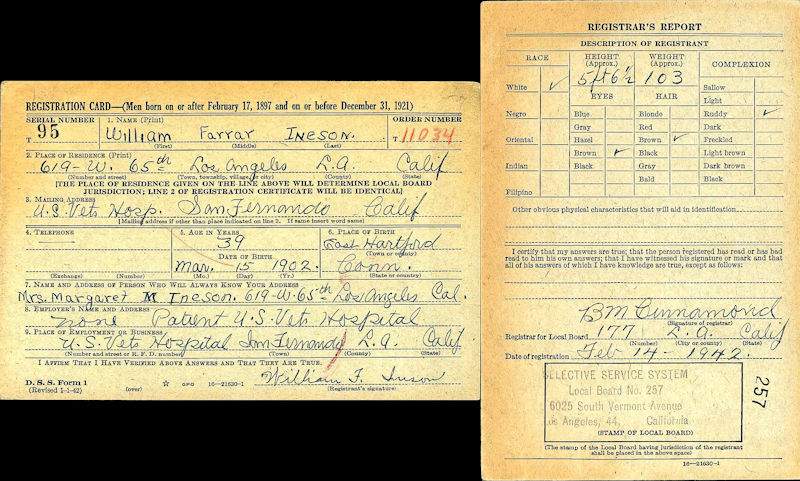 REGISTRATION CARD—(Men born on or after February 17, 1897 and on or before December 31, 1921)
SERIAL NUMBER
1. NAME (Print)
ORDER NUMBER
T 95
William Farrar Ineson.
T 11034
(First) (Middle) (Last)
2. PLACE OF RESIDENCE (Print)
619-W. 65th Los Angeles L.A. Calif
(Number and street) (Town, township, village, or city) (County) (State)
[THE PLACE OF RESIDENCE GIVEN ON THE LINE ABOVE WILL DETERMINE LOCAL BOARD
JURISDICTION; LINE 2 OF REGISTRATION CERTIFICATE WILL BE IDENTICAL]
3. MAILING ADDRESS
U.S. Vets Hosp. San Fernando Calif
[Mailing address if other than place indicated on line 2. If same insert word same]
4. TELEPHONE
5. AGE IN YEARS
6. PLACE OF BIRTH
39
East Hartford
DATE OF BIRTH
(Town or county)
Mar. 15 1902.
Conn.
(Exchange) (Number) (Mo.) (Day) (Yr.) (State or country)
7. NAME AND ADDRESS OF PERSON WHO WILL ALWAYS KNOW YOUR ADDRESS
Mrs. Margaret M Ineson. 619-W-65th Los Angeles Cal.
8. EMPLOYER'S NAME AND ADDRESS
none Patient U.S. Vets Hospital
9. PLACE OF EMPLOYMENT OR BUSINESS
U.S. Vets Hospital San Fernando L.A. Calif
(Number and street or R. F. D. number) (Town) (County) (State)
I AFFIRM THAT I HAVE VERIFIED ABOVE ANSWERS AND THAT THEY ARE TRUE.
William F. Ineson
D. S. S. Form 1
(Revised 1-1-42) (over) GPO 16—21630-1 (Registrant's signature)
REGISTRAR'S REPORT
DESCRIPTION OF REGISTRANT
RACE
HEIGHT (Approx.)
WEIGHT (Approx.)
COMPLEXION
5 ft 6½ 103
White ✓
Sallow
EYES HAIR
Light
Negro
Blue Blonde
Ruddy ✓
Gray Red
Dark
Oriental
Hazel Brown ✓
Freckled
Brown ✓ Black
Light brown
Indian
Black Gray
Dark brown
Bald
Black
Filipino
Other obvious physical characteristics that will aid in identification
I certify that my answers are true; that the person registered has read or has had
read to him his own answers; that I have witnessed his signature or mark and that
all of his answers of which I have knowledge are true, except as follows:
BM Cinnamond
(Signature of registrar)
Registrar for Local Board 177 L.A. Calif
(Number) (City or county) (State)
Date of registration Feb 14-1942.
SELECTIVE SERVICE SYSTEM
Local Board No. 257
6025 South Vermont Avenue
Los Angeles, 44, California
(STAMP OF LOCAL BOARD)
257
(The stamp of the Local Board having jurisdiction of the registrant
shall be placed in the above space)
16—21630-1